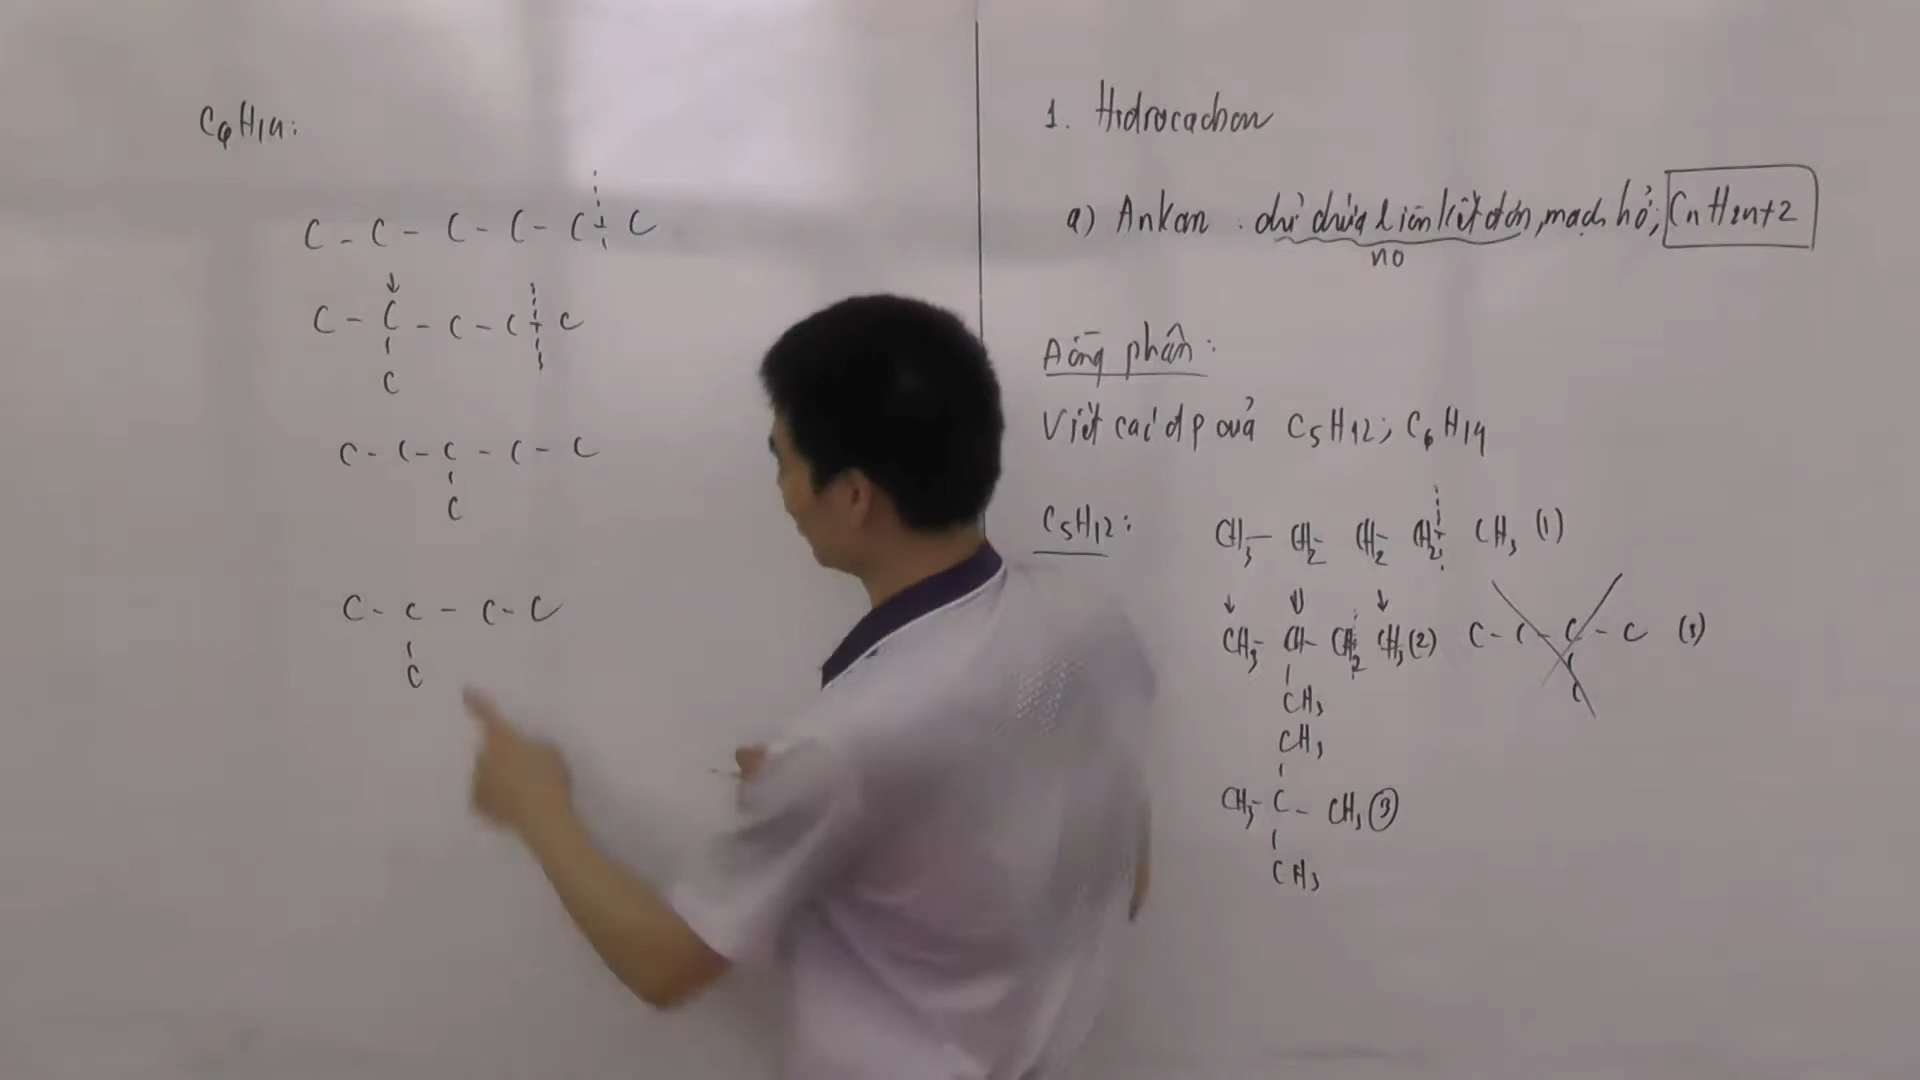 C6H14:
C - C - C - C - C + C
C - C - C - C + C
C
C - C - C - C - C
C
C - C - C - C
C
1. Hidrocacbon
a) Ankan : chỉ chứa liên kết đơn, mạch hở; CnH2n+2
no
Đồng phân:
Viết các đp của C5H12; C6H14
C5H12:
CH3 - CH2 - CH2 - CH2 + CH3 (1)
CH3 - CH - CH2 CH3 (2) C - C - C - C (3)
CH3 C
CH3
CH3 - C - CH3 (3)
CH3